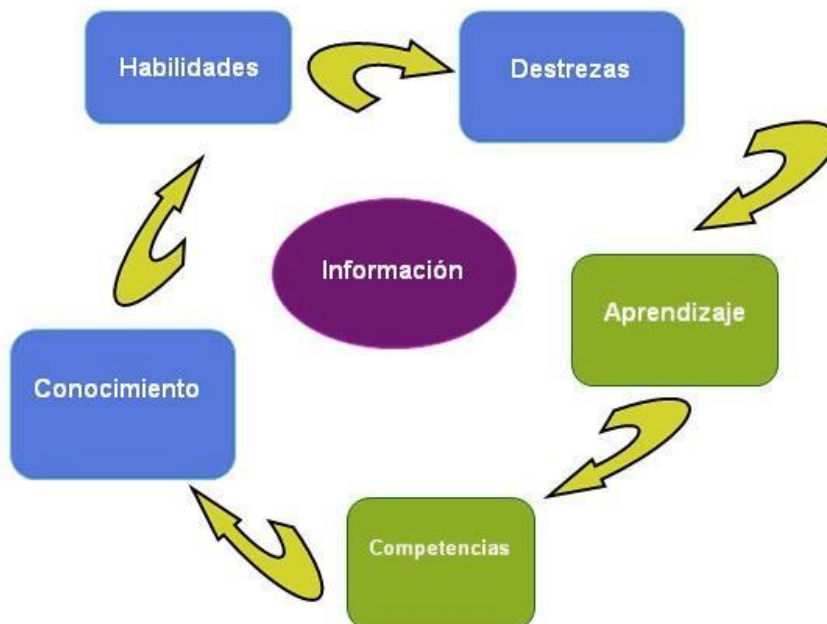 Habilidades
Destrezas
Información
Aprendizaje
Conocimiento
Competencias